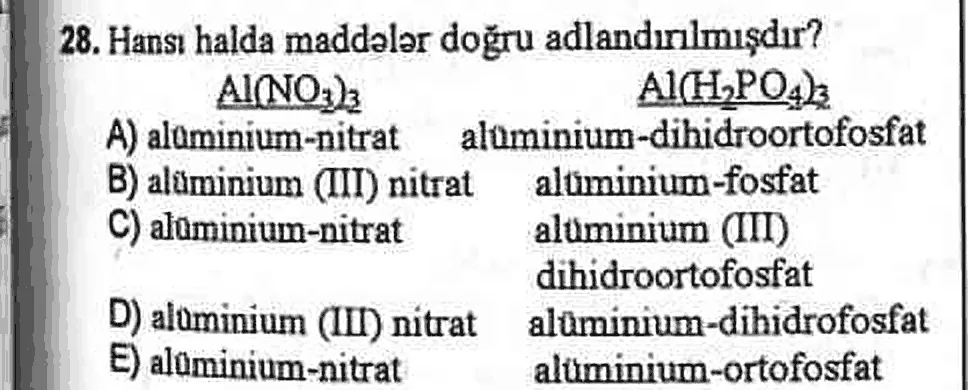 28. Hansı halda maddələr doğru adlandırılmışdır?
Al(NO₃)₃ Al(H₂PO₄)₃
A) alüminium-nitrat alüminium-dihidroortofosfat
B) alüminium (III) nitrat alüminium-fosfat
C) alüminium-nitrat alüminium (III)
dihidroortofosfat
D) alüminium (III) nitrat alüminium-dihidrofosfat
E) alüminium-nitrat alüminium-ortofosfat